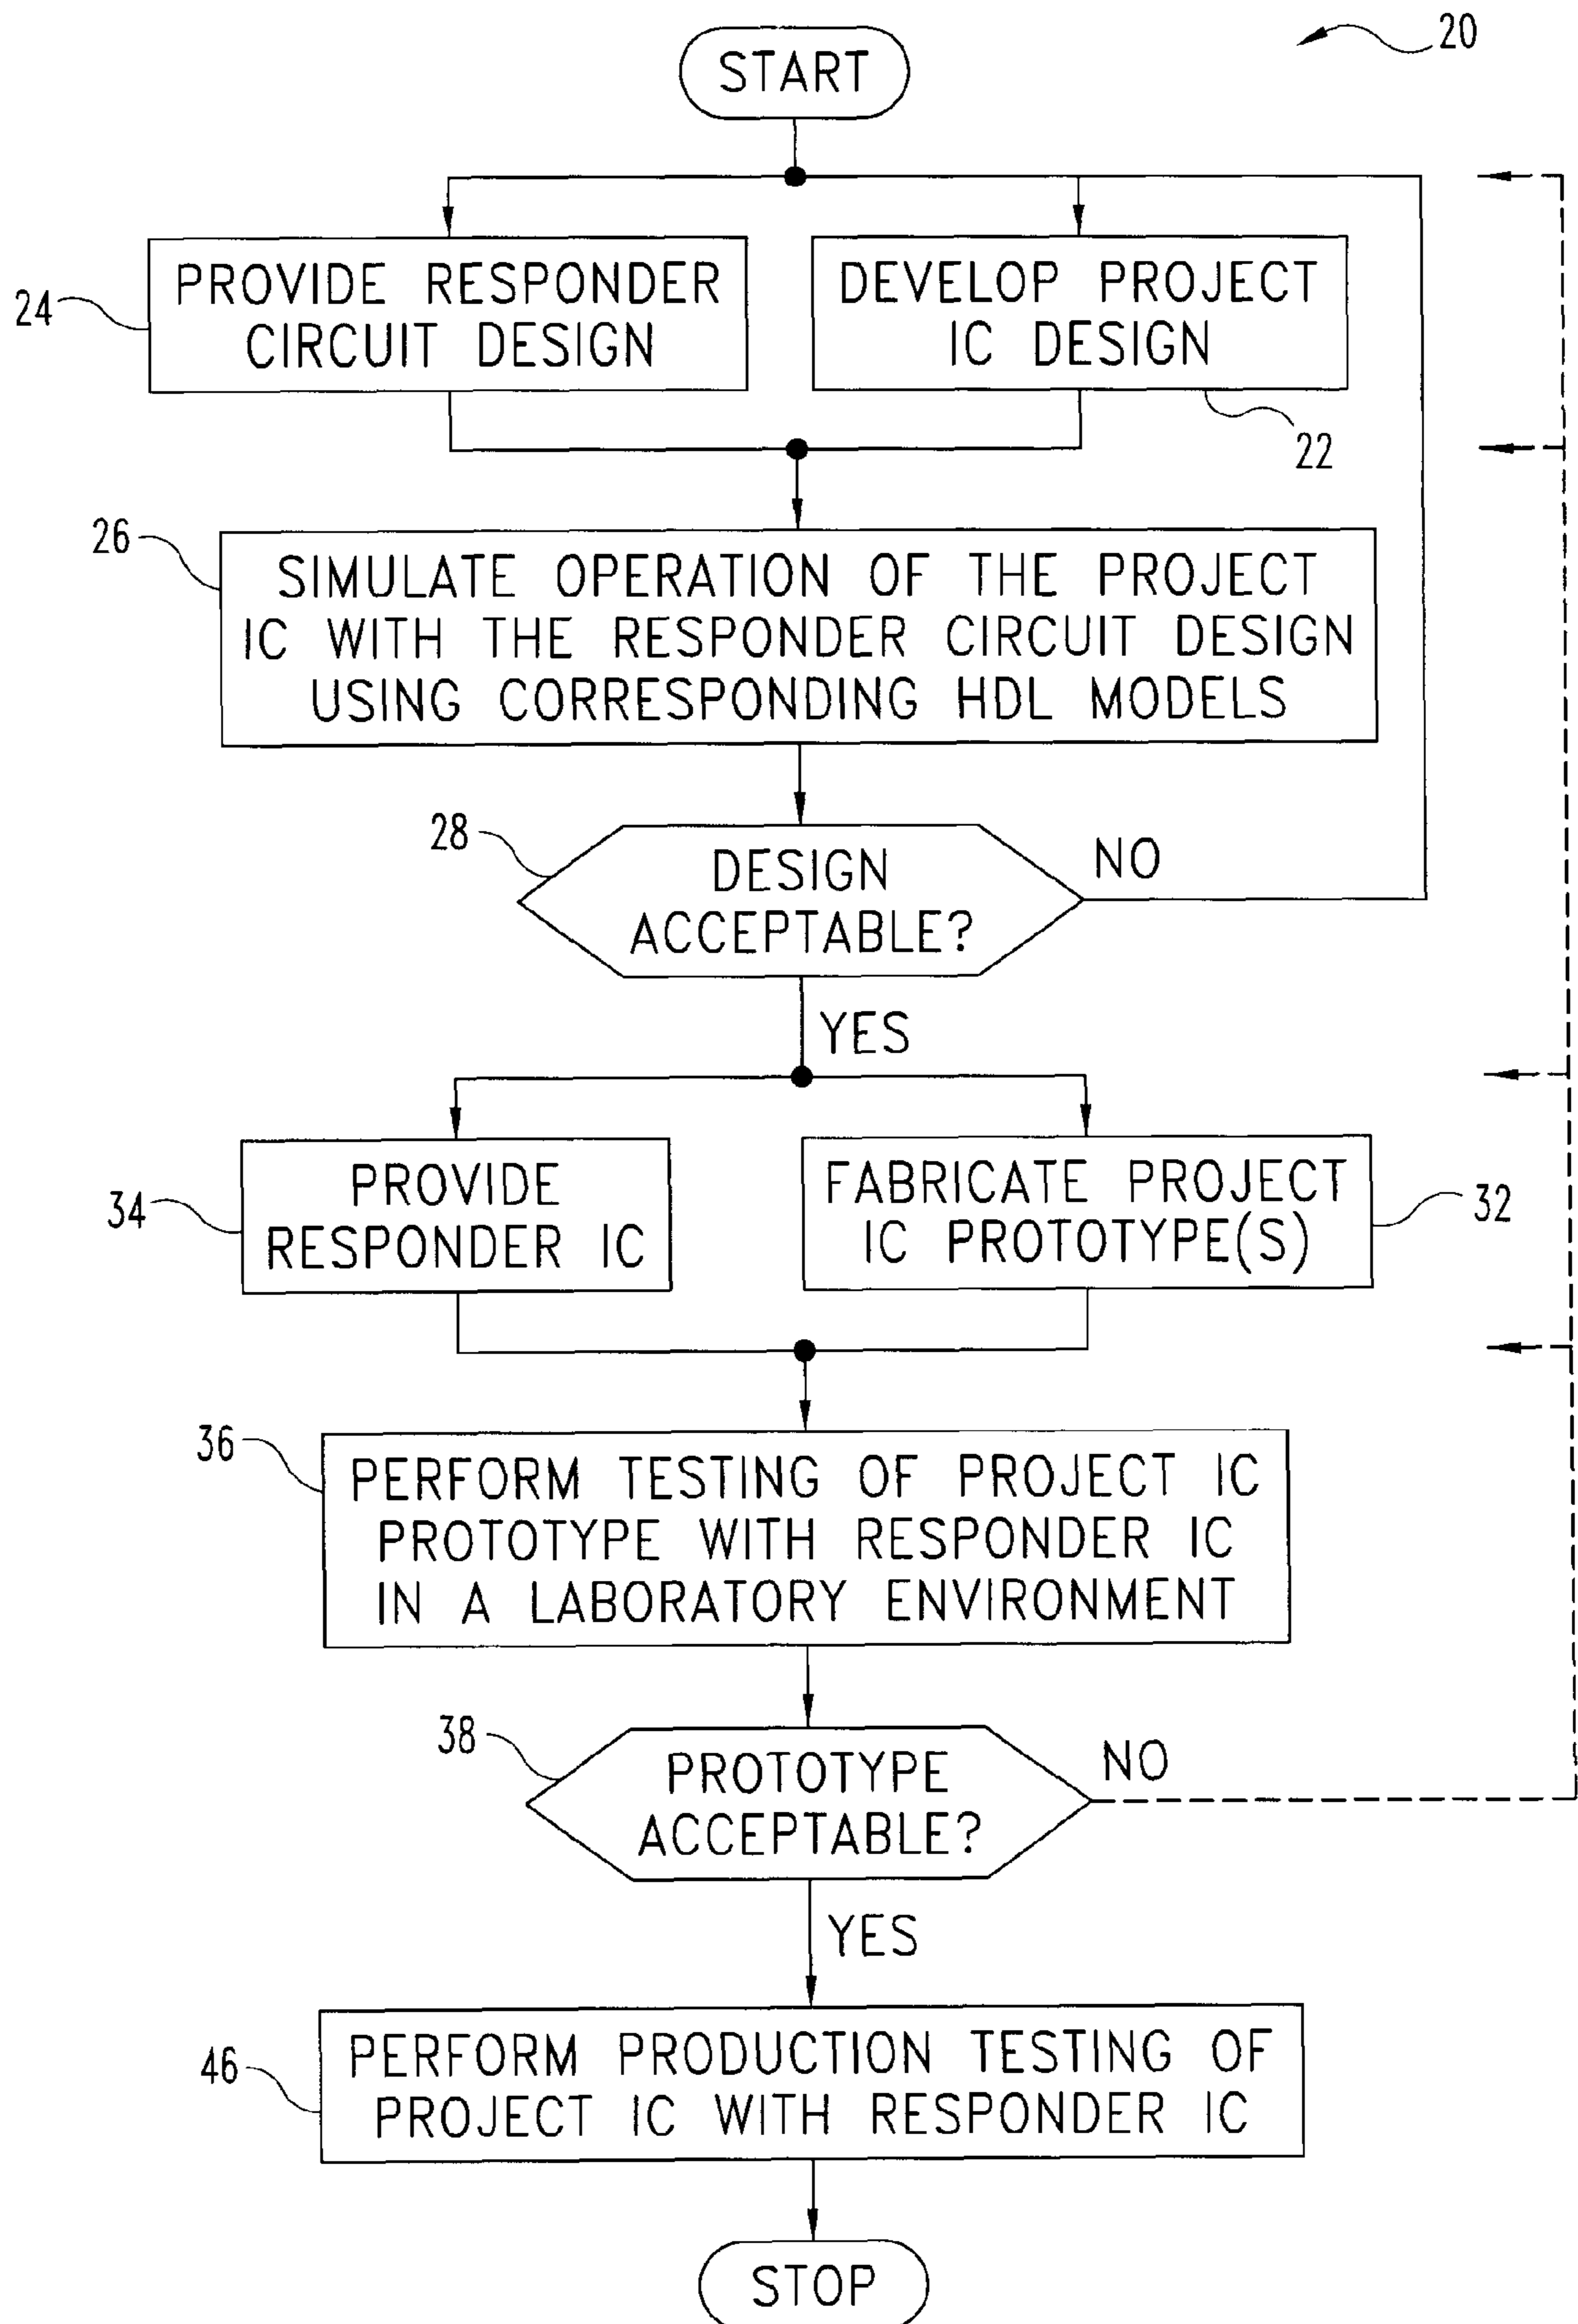 20
START
24
PROVIDE RESPONDER
CIRCUIT DESIGN
DEVELOP PROJECT
IC DESIGN
22
26
SIMULATE OPERATION OF THE PROJECT
IC WITH THE RESPONDER CIRCUIT DESIGN
USING CORRESPONDING HDL MODELS
28
DESIGN
ACCEPTABLE?
NO
YES
34
PROVIDE
RESPONDER IC
FABRICATE PROJECT
IC PROTOTYPE(S)
32
36
PERFORM TESTING OF PROJECT IC
PROTOTYPE WITH RESPONDER IC
IN A LABORATORY ENVIRONMENT
38
PROTOTYPE
ACCEPTABLE?
NO
YES
46
PERFORM PRODUCTION TESTING OF
PROJECT IC WITH RESPONDER IC
STOP